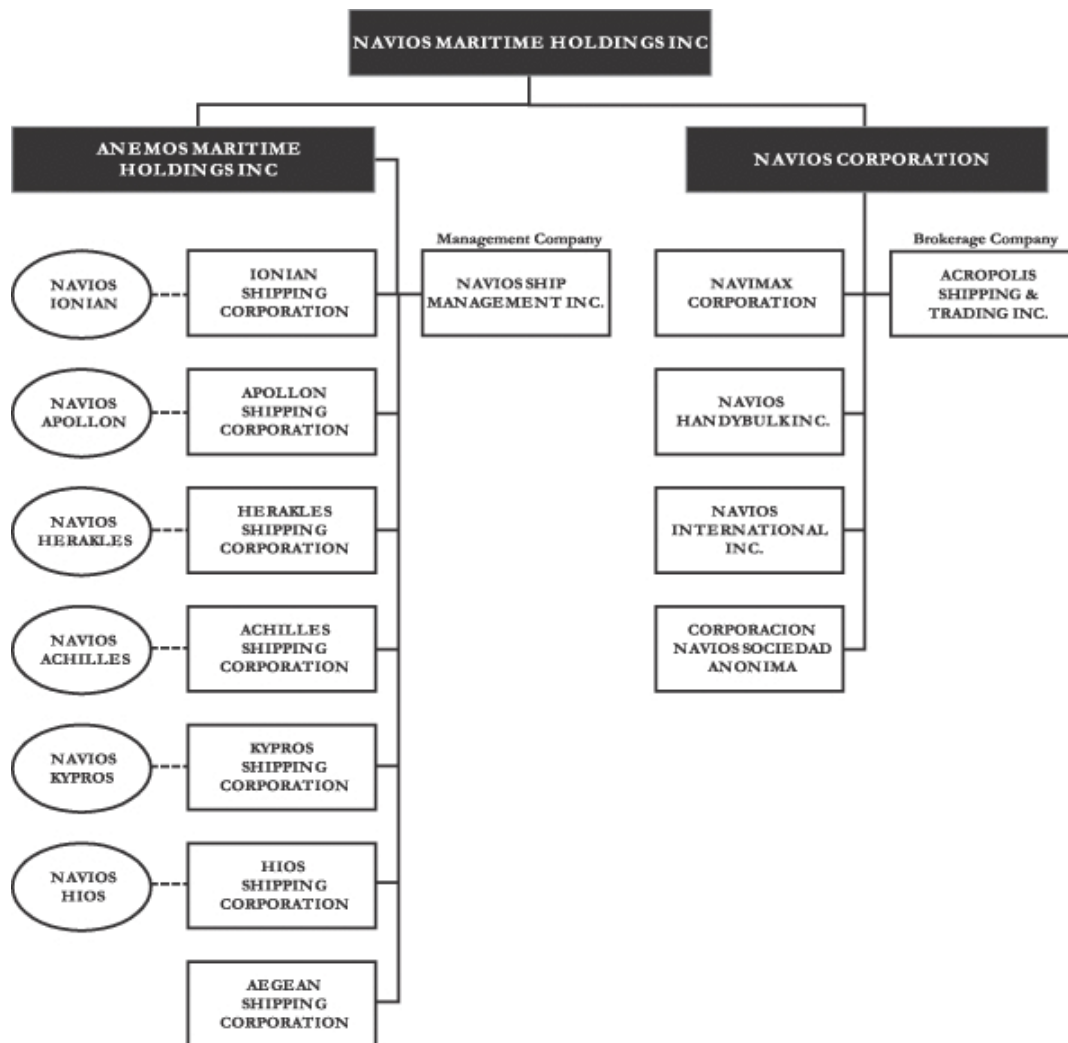 NAVIOS MARITIME HOLDINGS INC
ANEMOS MARITIME
HOLDINGS INC
NAVIOS CORPORATION
Management Company
Brokerage Company
NAVIOS
IONIAN
IONIAN
SHIPPING
CORPORATION
NAVIOS SHIP
MANAGEMENT INC.
NAVIMAX
CORPORATION
ACROPOLIS
SHIPPING &
TRADING INC.
NAVIOS
APOLLON
APOLLON
SHIPPING
CORPORATION
NAVIOS
HANDYBULK INC.
NAVIOS
HERAKLES
HERAKLES
SHIPPING
CORPORATION
NAVIOS
INTERNATIONAL
INC.
NAVIOS
ACHILLES
ACHILLES
SHIPPING
CORPORATION
CORPORACION
NAVIOS SOCIEDAD
ANONIMA
NAVIOS
KYPROS
KYPROS
SHIPPING
CORPORATION
NAVIOS
HIOS
HIOS
SHIPPING
CORPORATION
AEGEAN
SHIPPING
CORPORATION